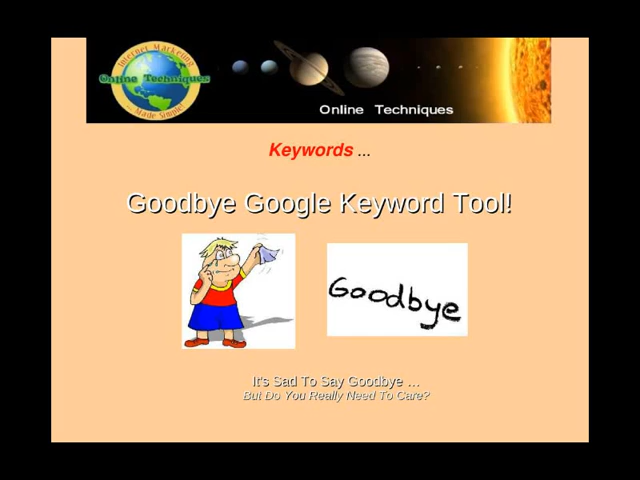 Internet Marketing
Online Techniques
... Made Simple!
Online Techniques
Keywords ...
Goodbye Google Keyword Tool!
Goodbye
It's Sad To Say Goodbye ...
But Do You Really Need To Care?